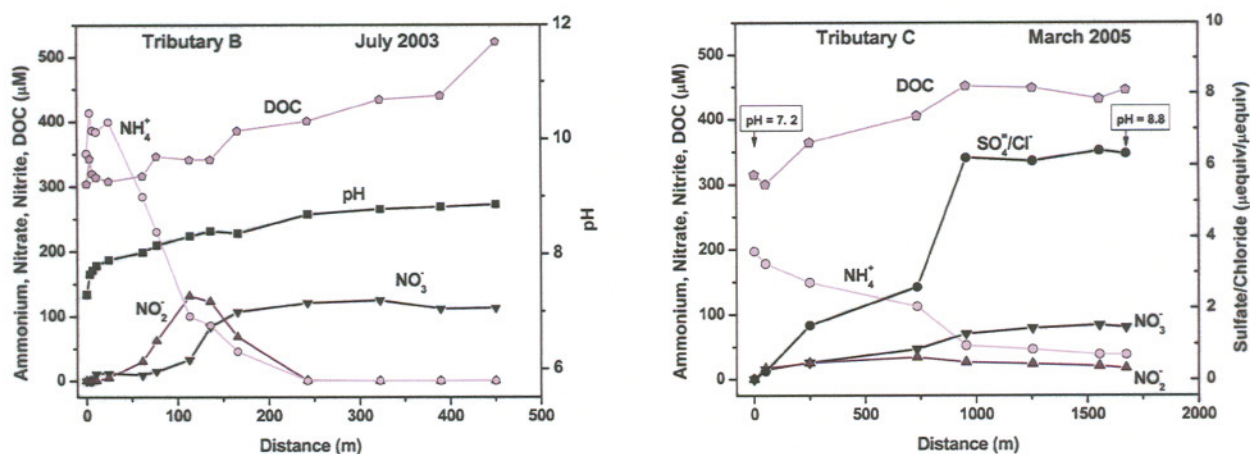 Tributary B July 2003
Ammonium, Nitrate, Nitrite, DOC (µM)
500
400
300
200
100
0
NH₄⁺
DOC
pH
NO₂⁻
NO₃⁻
12
10
8
6
pH
0 100 200 300 400 500
Distance (m)
Tributary C March 2005
Ammonium, Nitrate, Nitrite, DOC (µM)
500
400
300
200
100
0
DOC
pH = 7. 2
pH = 8.8
SO₄⁼/Cl⁻
NH₄⁺
NO₃⁻
NO₂⁻
10
8
6
4
2
0
Sulfate/Chloride (µequiv/µequiv)
0 500 1000 1500 2000
Distance (m)